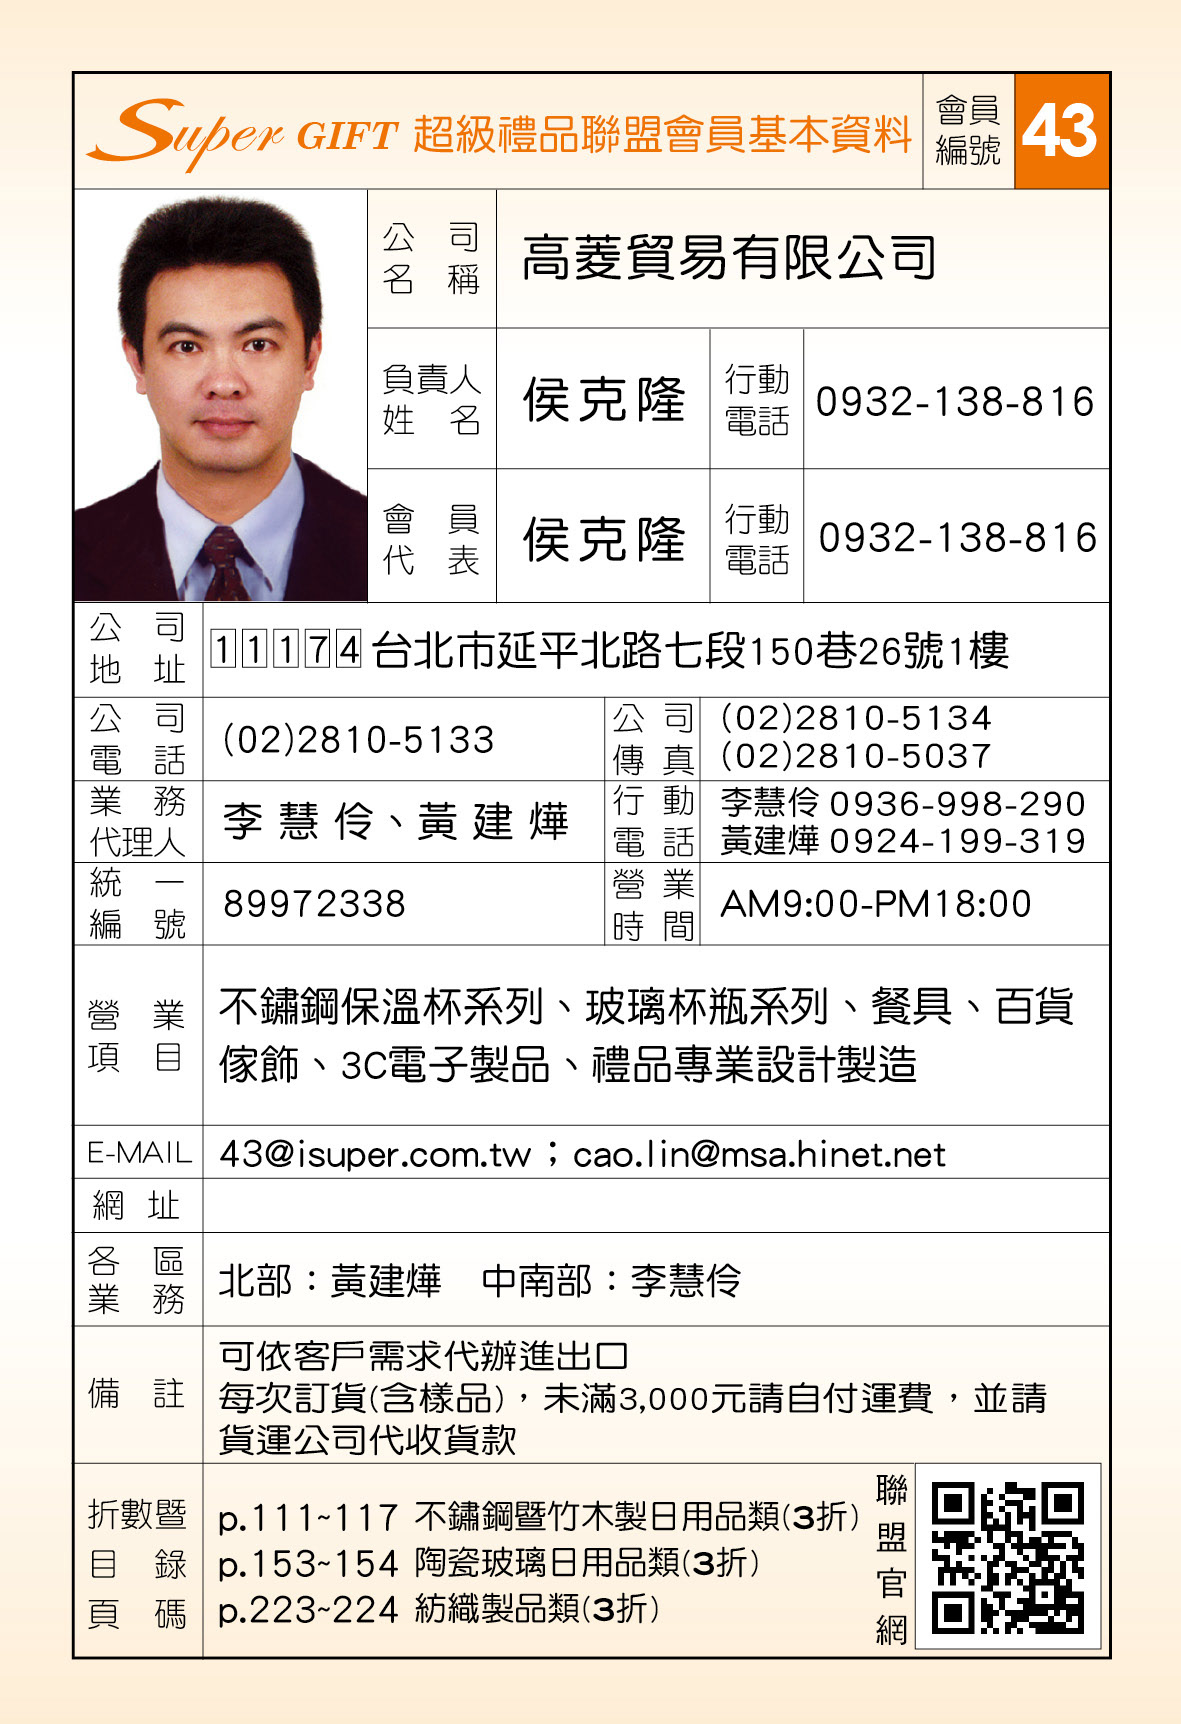 Super GIFT 超級禮品聯盟會員基本資料
會員編號
43
公司名稱
高菱貿易有限公司
負責人姓名
侯克隆
行動電話
0932-138-816
會員代表
侯克隆
行動電話
0932-138-816
公司地址
11174 台北市延平北路七段150巷26號1樓
公司電話
(02)2810-5133
公司傳真
(02)2810-5134
(02)2810-5037
業務代理人
李慧伶、黃建燁
行動電話
李慧伶 0936-998-290
黃建燁 0924-199-319
統一編號
89972338
營業時間
AM9:00-PM18:00
營業項目
不鏽鋼保溫杯系列、玻璃杯瓶系列、餐具、百貨
傢飾、3C電子製品、禮品專業設計製造
E-MAIL
43@isuper.com.tw；cao.lin@msa.hinet.net
網址
各區業務
北部：黃建燁　中南部：李慧伶
備註
可依客戶需求代辦進出口
每次訂貨(含樣品)，未滿3,000元請自付運費，並請
貨運公司代收貨款
折數暨目錄頁碼
p.111~117 不鏽鋼暨竹木製日用品類(3折)
p.153~154 陶瓷玻璃日用品類(3折)
p.223~224 紡織製品類(3折)
聯盟官網